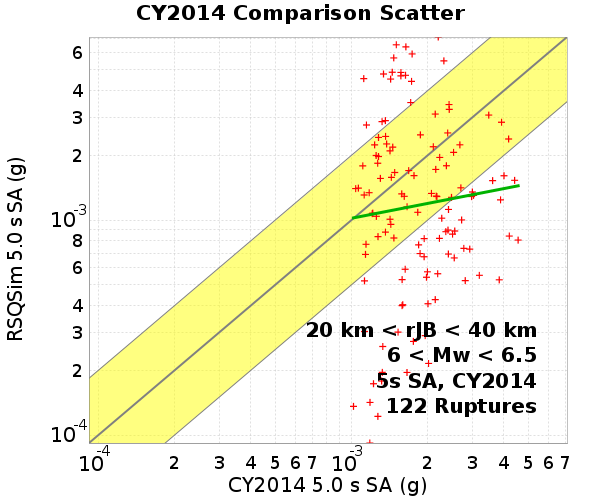 CY2014 Comparison Scatter
RSQSim 5.0 s SA (g)
6
4
3
2
10-3
8
6
4
3
2
10-4
20 km < rJB < 40 km
6 < Mw < 6.5
5s SA, CY2014
122 Ruptures
10-4 2 3 4 5 6 7 10-3 2 3 4 5 6 7
CY2014 5.0 s SA (g)